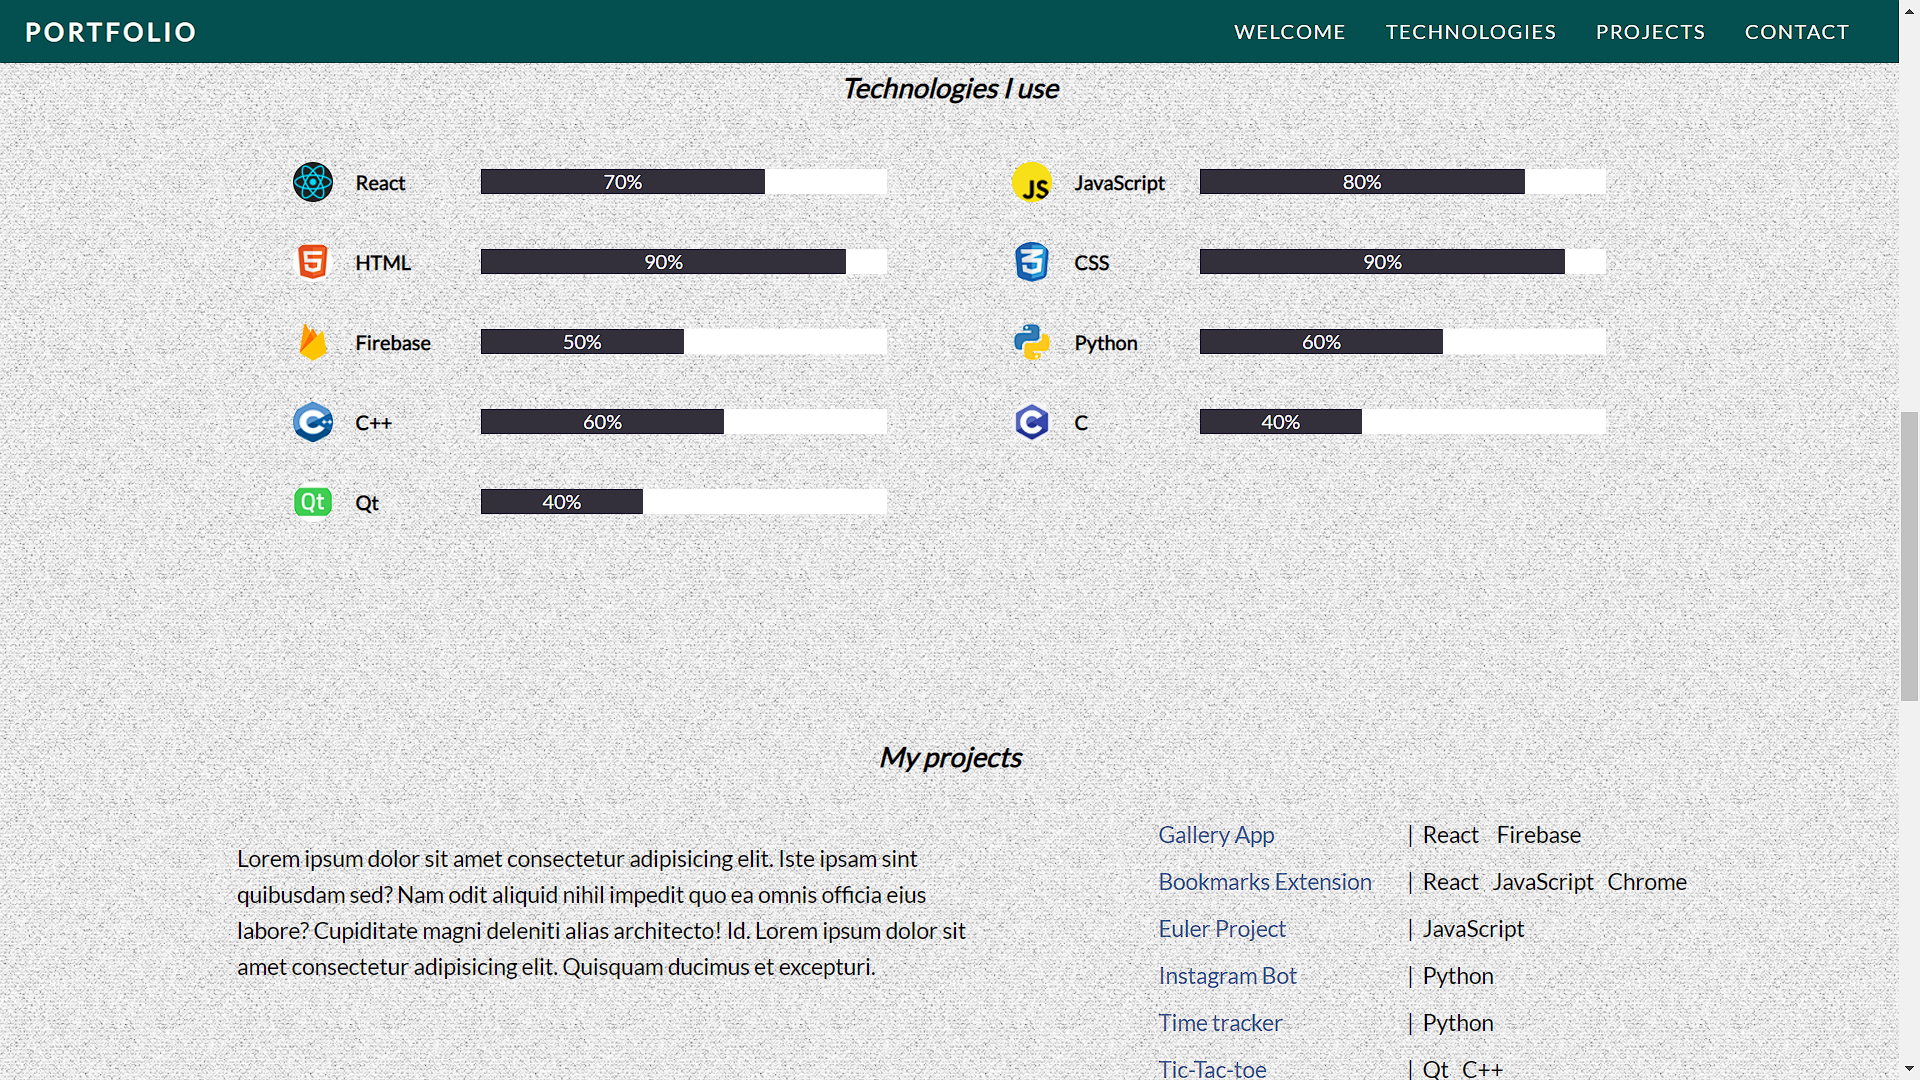 PORTFOLIO WELCOME TECHNOLOGIES PROJECTS CONTACT
Technologies I use
React 70% JS JavaScript 80%
5 HTML 90% 3 CSS 90%
Firebase 50% Python 60%
C++ C++ 60% C C 40%
Qt Qt 40%
My projects
Lorem ipsum dolor sit amet consectetur adipisicing elit. Iste ipsam sint
quibusdam sed? Nam odit aliquid nihil impedit quo ea omnis officia eius
labore? Cupiditate magni deleniti alias architecto! Id. Lorem ipsum dolor sit
amet consectetur adipisicing elit. Quisquam ducimus et excepturi.
Gallery App | React Firebase
Bookmarks Extension | React JavaScript Chrome
Euler Project | JavaScript
Instagram Bot | Python
Time tracker | Python
Tic-Tac-toe | Qt C++